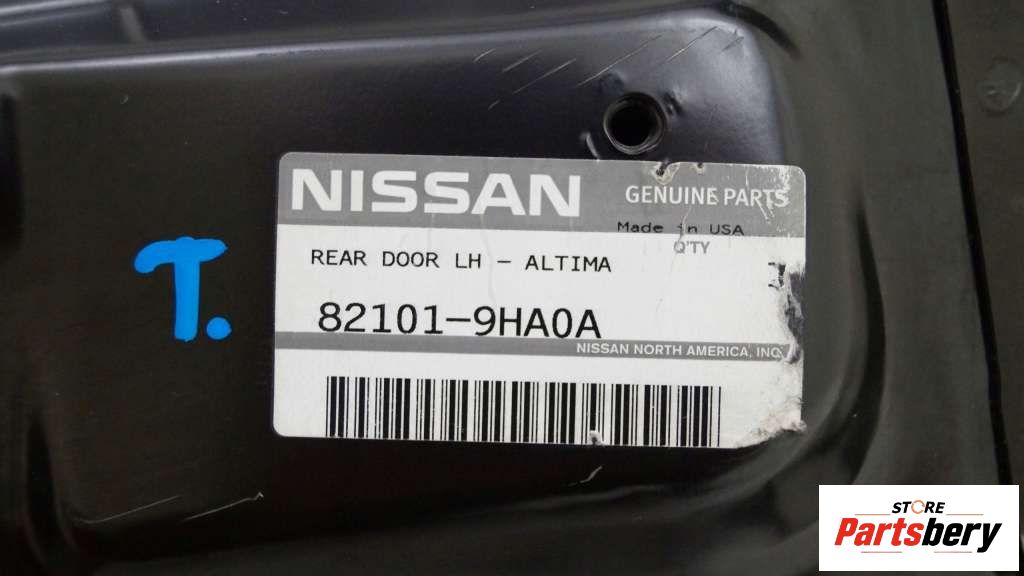 NISSAN GENUINE PARTS
Made in USA
Q'TY
REAR DOOR LH - ALTIMA
82101-9HA0A
NISSAN NORTH AMERICA, INC.
T.
STORE
Partsbery